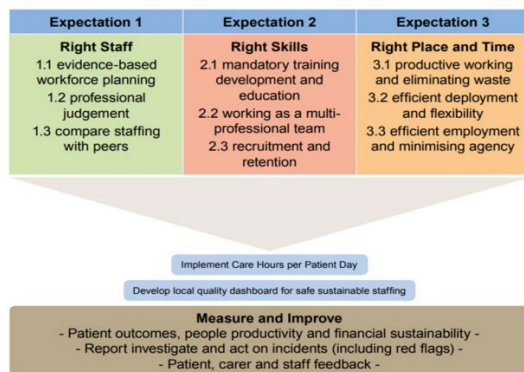 Expectation 1
Expectation 2
Expectation 3
Right Staff
1.1 evidence-based
workforce planning
1.2 professional
judgement
1.3 compare staffing
with peers
Right Skills
2.1 mandatory training
development and
education
2.2 working as a multi-
professional team
2.3 recruitment and
retention
Right Place and Time
3.1 productive working
and eliminating waste
3.2 efficient deployment
and flexibility
3.3 efficient employment
and minimising agency
Implement Care Hours per Patient Day
Develop local quality dashboard for safe sustainable staffing
Measure and Improve
- Patient outcomes, people productivity and financial sustainability -
- Report investigate and act on incidents (including red flags) -
- Patient, carer and staff feedback -